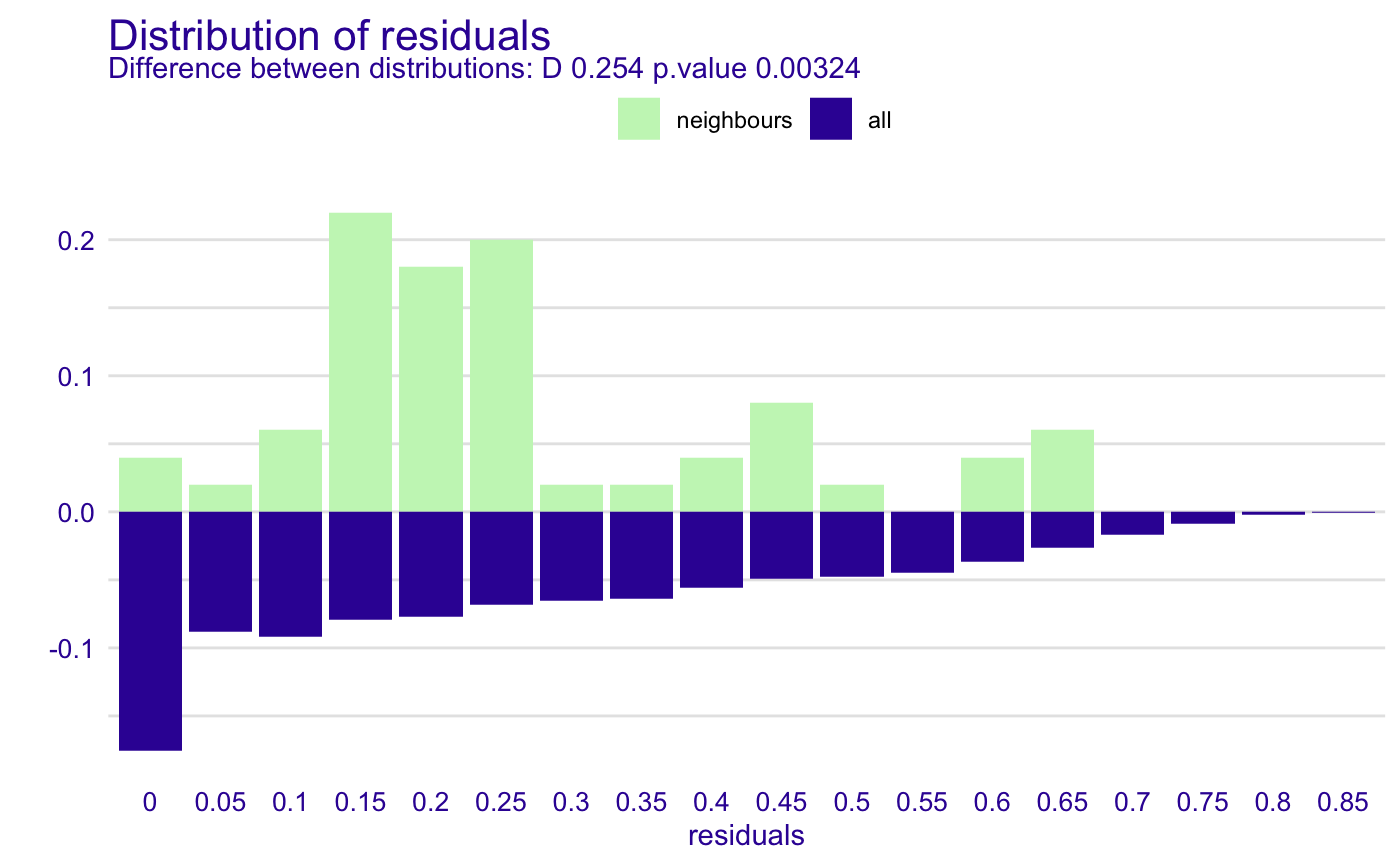 Distribution of residuals
Difference between distributions: D 0.254 p.value 0.00324
neighbours all
0.2
0.1
0.0
-0.1
0 0.05 0.1 0.15 0.2 0.25 0.3 0.35 0.4 0.45 0.5 0.55 0.6 0.65 0.7 0.75 0.8 0.85
residuals